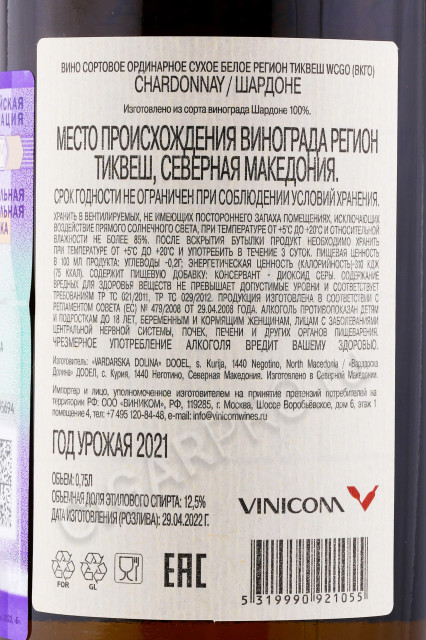 ВИНО СОРТОВОЕ ОРДИНАРНОЕ СУХОЕ БЕЛОЕ РЕГИОН ТИКВЕШ WCGO (ВКГО)
CHARDONNAY / ШАРДОНЕ
Изготовлено из сорта винограда Шардоне 100%.
МЕСТО ПРОИСХОЖДЕНИЯ ВИНОГРАДА РЕГИОН
ТИКВЕШ, СЕВЕРНАЯ МАКЕДОНИЯ.
СРОК ГОДНОСТИ НЕ ОГРАНИЧЕН ПРИ СОБЛЮДЕНИИ УСЛОВИЙ ХРАНЕНИЯ.
ХРАНИТЬ В ВЕНТИЛИРУЕМЫХ, НЕ ИМЕЮЩИХ ПОСТОРОННЕГО ЗАПАХА ПОМЕЩЕНИЯХ, ИСКЛЮЧАЮЩИХ
ВОЗДЕЙСТВИЕ ПРЯМОГО СОЛНЕЧНОГО СВЕТА, ПРИ ТЕМПЕРАТУРЕ ОТ +5°С ДО +20°С И ОТНОСИТЕЛЬНОЙ
ВЛАЖНОСТИ НЕ БОЛЕЕ 85%. ПОСЛЕ ВСКРЫТИЯ БУТЫЛКИ ПРОДУКТ НЕОБХОДИМО ХРАНИТЬ
ПРИ ТЕМПЕРАТУРЕ ОТ +5°С ДО +20°С И УПОТРЕБИТЬ В ТЕЧЕНИЕ 3 СУТОК. ПИЩЕВАЯ ЦЕННОСТЬ
В 100 МЛ ПРОДУКТА: УГЛЕВОДЫ -0,2Г; ЭНЕРГЕТИЧЕСКАЯ ЦЕННОСТЬ (КАЛОРИЙНОСТЬ)-310 КДЖ
(75 ККАЛ). СОДЕРЖИТ ПИЩЕВУЮ ДОБАВКУ: КОНСЕРВАНТ - ДИОКСИД СЕРЫ. СОДЕРЖАНИЕ
ВРЕДНЫХ ДЛЯ ЗДОРОВЬЯ ВЕЩЕСТВ НЕ ПРЕВЫШАЕТ ДОПУСТИМЫЕ УРОВНИ И СООТВЕТСТВУЕТ
ТРЕБОВАНИЯМ ТР ТС 021/2011, ТР ТС 029/2012. ПРОДУКЦИЯ ИЗГОТОВЛЕНА В СООТВЕТСТВИИ С
РЕГЛАМЕНТОМ СОВЕТА (ЕС) № 479/2008 ОТ 29.04.2008 ГОДА. АЛКОГОЛЬ ПРОТИВОПОКАЗАН ДЕТЯМ
И ПОДРОСТКАМ ДО 18 ЛЕТ, БЕРЕМЕННЫМ И КОРМЯЩИМ ЖЕНЩИНАМ, ЛИЦАМ С ЗАБОЛЕВАНИЯМИ
ЦЕНТРАЛЬНОЙ НЕРВНОЙ СИСТЕМЫ, ПОЧЕК, ПЕЧЕНИ И ДРУГИХ ОРГАНОВ ПИЩЕВАРЕНИЯ.
ЧРЕЗМЕРНОЕ УПОТРЕБЛЕНИЕ АЛКОГОЛЯ ВРЕДИТ ВАШЕМУ ЗДОРОВЬЮ.
Изготовитель: «VARDARSKA DOLINA» DOOEL, s. Kurija, 1440 Negotino, North Macedonia / «Вардарска
Долина» ДООЕЛ, с. Курия, 1440 Неготино, Северная Македония. Изготовлено в Северной Македонии.
Импортер и лицо, уполномоченное изготовителем на принятие претензий потребителей на
территории РФ: ООО «ВИНИКОМ», РФ, 119285, г. Москва, Шоссе Воробьёвское, дом 6, этаж 1
помещение 4, тел: +7 495 120-84-48, e-mail: info@vinicomwines.ru
ГОД УРОЖАЯ 2021
ОБЪЕМ: 0,75Л
ОБЪЕМНАЯ ДОЛЯ ЭТИЛОВОГО СПИРТА: 12,5%
ДАТА ИЗГОТОВЛЕНИЯ (РОЗЛИВА): 29.04.2022 Г.
VINICOM
FOR
GL
EAC
5 319990 921055